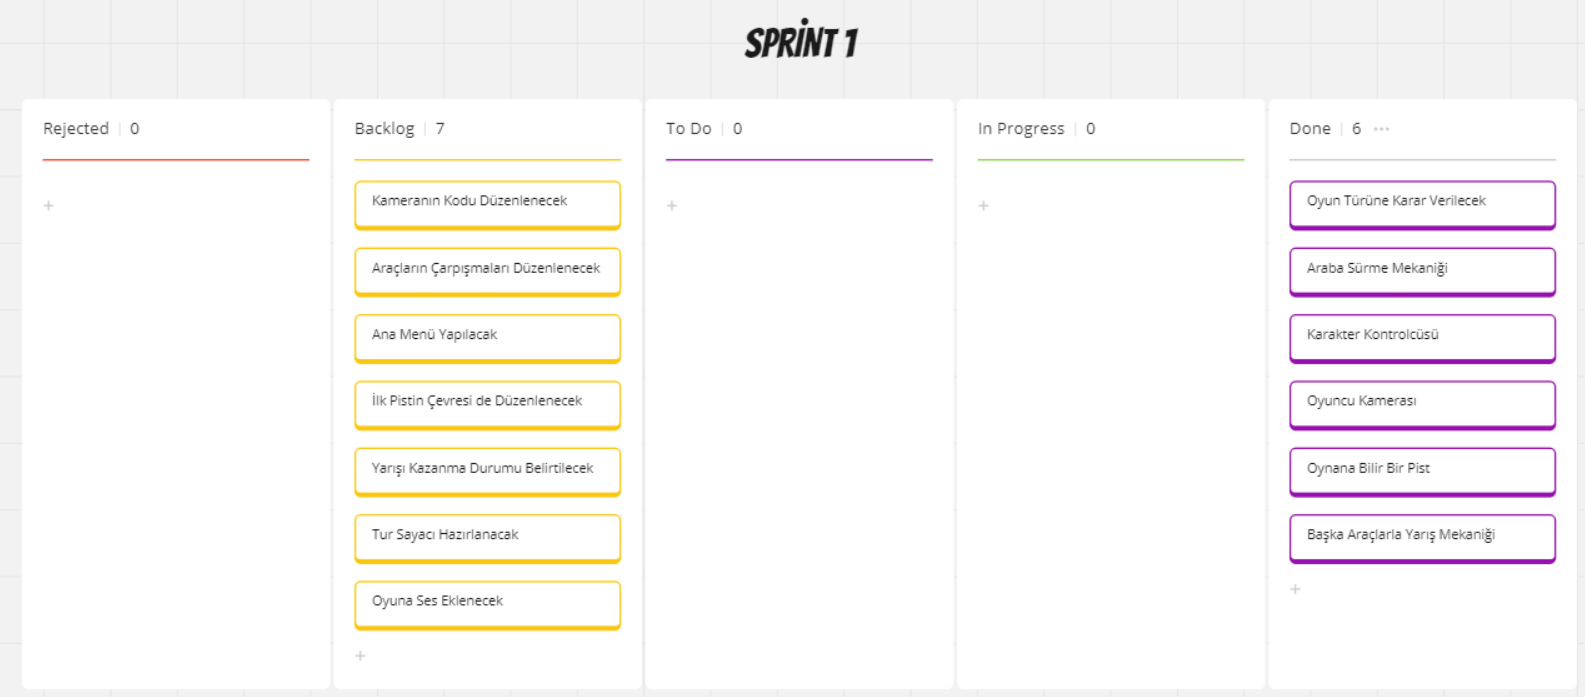 SPRİNT 1
Rejected 0
Backlog 7
Kameranın Kodu Düzenlenecek
Araçların Çarpışmaları Düzenlenecek
Ana Menü Yapılacak
İlk Pistin Çevresi de Düzenlenecek
Yarışı Kazanma Durumu Belirtilecek
Tur Sayacı Hazırlanacak
Oyuna Ses Eklenecek
To Do 0
In Progress 0
Done 6
Oyun Türüne Karar Verilecek
Araba Sürme Mekaniği
Karakter Kontrolcüsü
Oyuncu Kamerası
Oynana Bilir Bir Pist
Başka Araçlarla Yarış Mekaniği